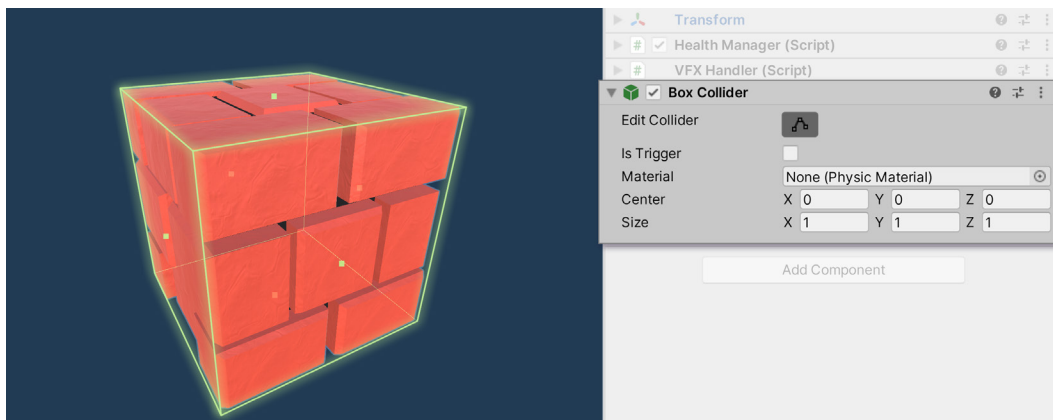 Transform
# Health Manager (Script)
# VFX Handler (Script)
Box Collider
Edit Collider
Is Trigger
Material None (Physic Material)
Center X 0 Y 0 Z 0
Size X 1 Y 1 Z 1
Add Component